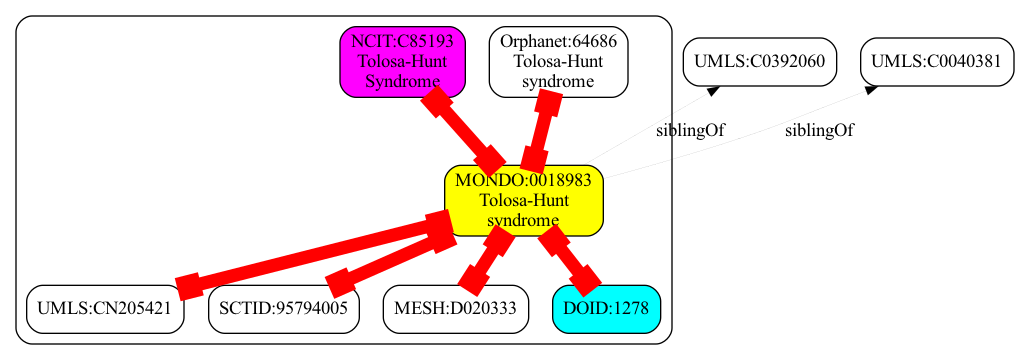 NCIT:C85193
Tolosa-Hunt
Syndrome
Orphanet:64686
Tolosa-Hunt
syndrome
UMLS:C0392060
UMLS:C0040381
siblingOf
siblingOf
MONDO:0018983
Tolosa-Hunt
syndrome
UMLS:CN205421
SCTID:95794005
MESH:D020333
DOID:1278